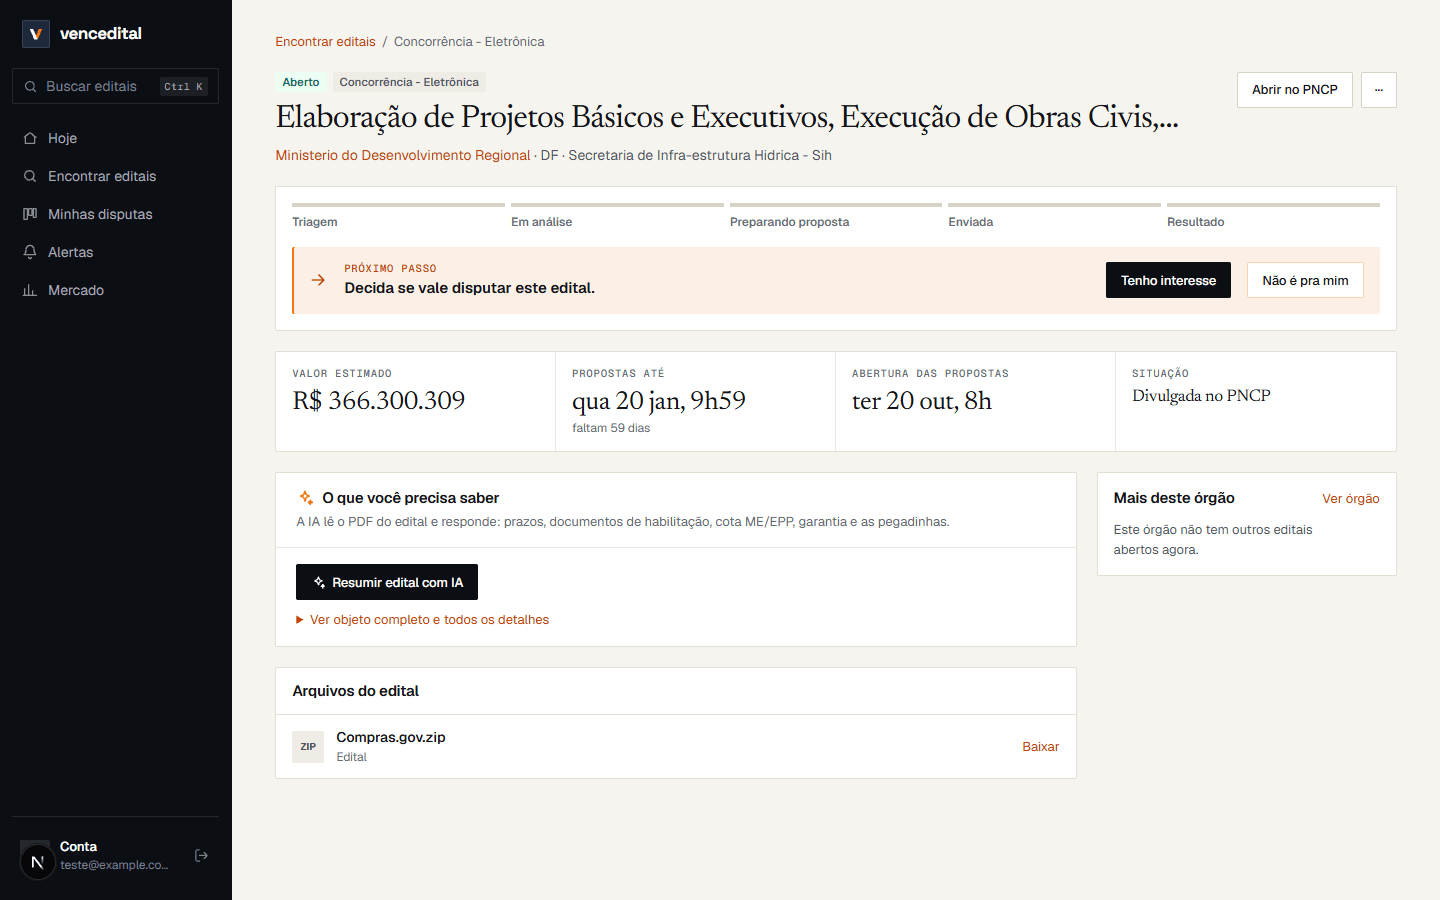 vencedital
Buscar editais Ctrl K
Hoje
Encontrar editais
Minhas disputas
Alertas
Mercado
Conta
teste@example.co...
Encontrar editais / Concorrência - Eletrônica
Aberto Concorrência - Eletrônica
Abrir no PNCP ...
Elaboração de Projetos Básicos e Executivos, Execução de Obras Civis,...
Ministerio do Desenvolvimento Regional · DF · Secretaria de Infra-estrutura Hidrica - Sih
Triagem Em análise Preparando proposta Enviada Resultado
PRÓXIMO PASSO
→ Decida se vale disputar este edital.
Tenho interesse Não é pra mim
VALOR ESTIMADO
R$ 366.300.309
PROPOSTAS ATÉ
qua 20 jan, 9h59
faltam 59 dias
ABERTURA DAS PROPOSTAS
ter 20 out, 8h
SITUAÇÃO
Divulgada no PNCP
O que você precisa saber
A IA lê o PDF do edital e responde: prazos, documentos de habilitação, cota ME/EPP, garantia e as pegadinhas.
Resumir edital com IA
Ver objeto completo e todos os detalhes
Mais deste órgão Ver órgão
Este órgão não tem outros editais
abertos agora.
Arquivos do edital
ZIP
Compras.gov.zip
Edital
Baixar